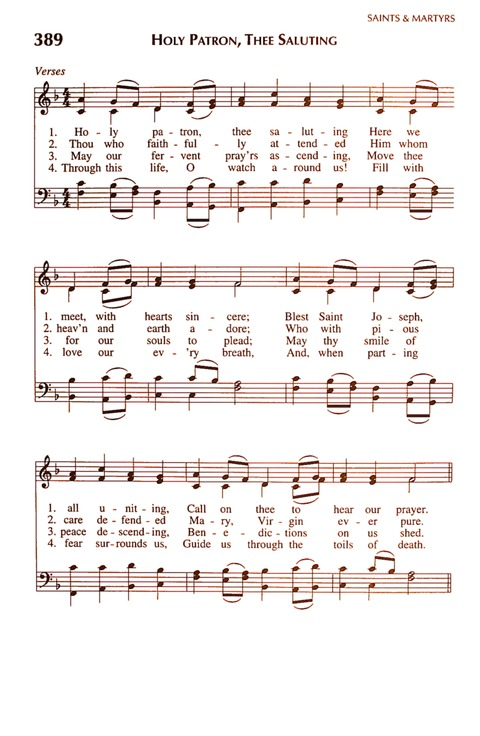 SAINTS & MARTYRS
389 HOLY PATRON, THEE SALUTING
Verses
1. Ho - ly pa - tron, thee sa - lut - ing Here we
2. Thou who faith - ful - ly at - tend - ed Him whom
3. May our fer - vent pray'rs as - cend - ing, Move thee
4. Through this life, O watch a - round us! Fill with
1. meet, with hearts sin - cere; Blest Saint Jo - seph,
2. heav'n and earth a - dore; Who with pi - ous
3. for our souls to plead; May thy smile of
4. love our ev - 'ry breath, And, when part - ing
1. all u - nit - ing, Call on thee to hear our prayer.
2. care de - fend - ed Ma - ry, Vir - gin ev - er pure.
3. peace de - scend - ing, Ben - e - dic - tions on us shed.
4. fear sur - rounds us, Guide us through the toils of death.